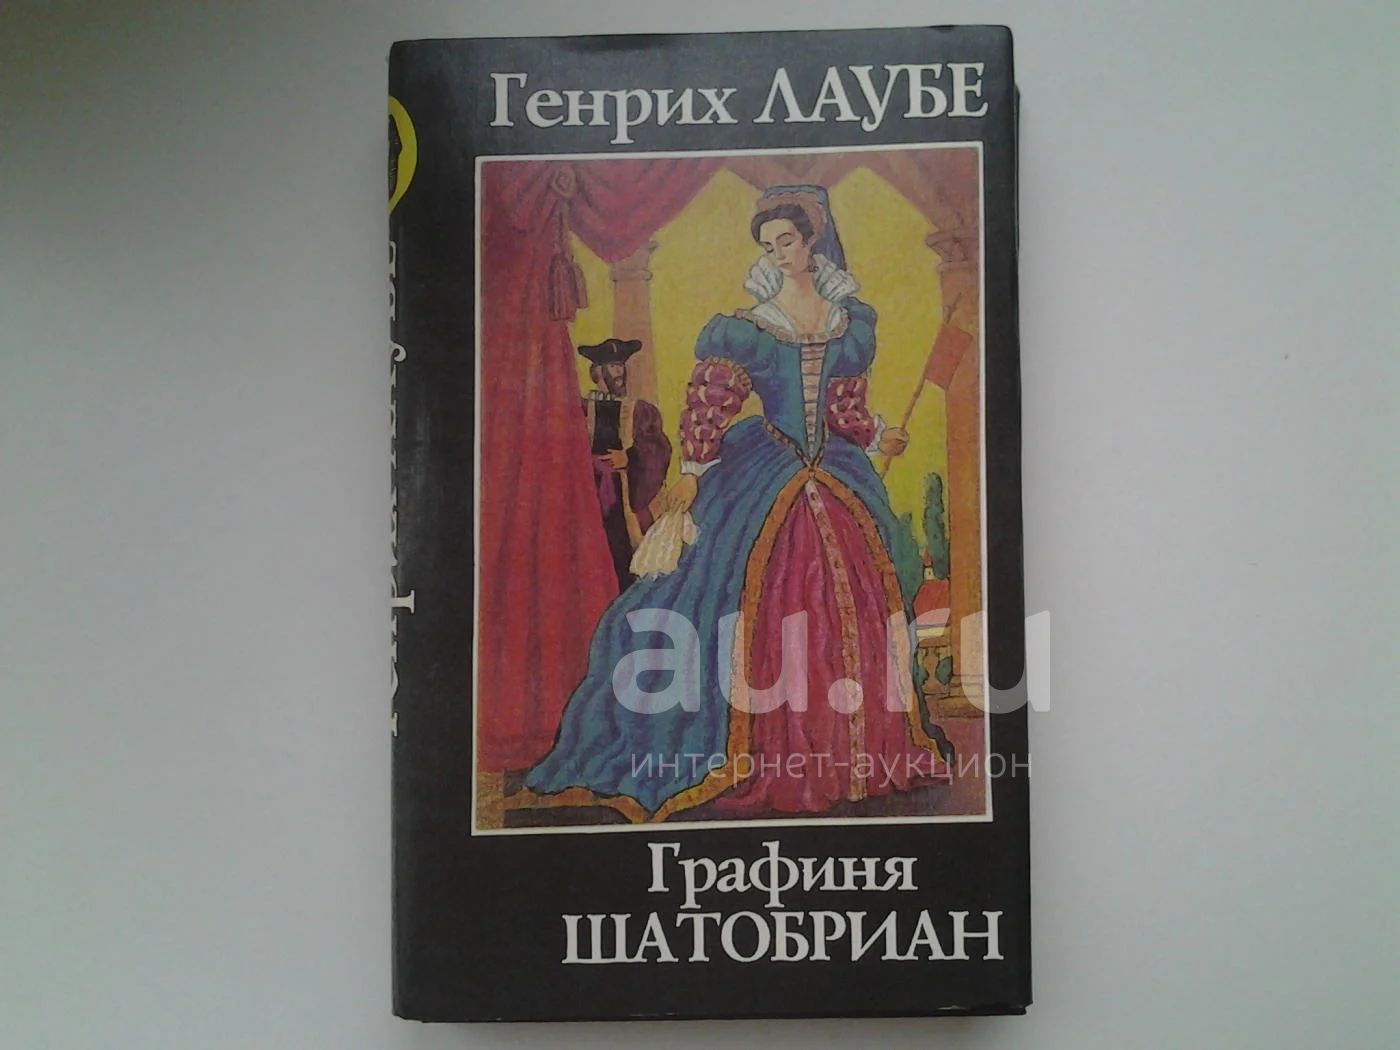 Генрих ЛАУБЕ
au.ru
интернет-аукцион
Графиня
ШАТОБРИАН